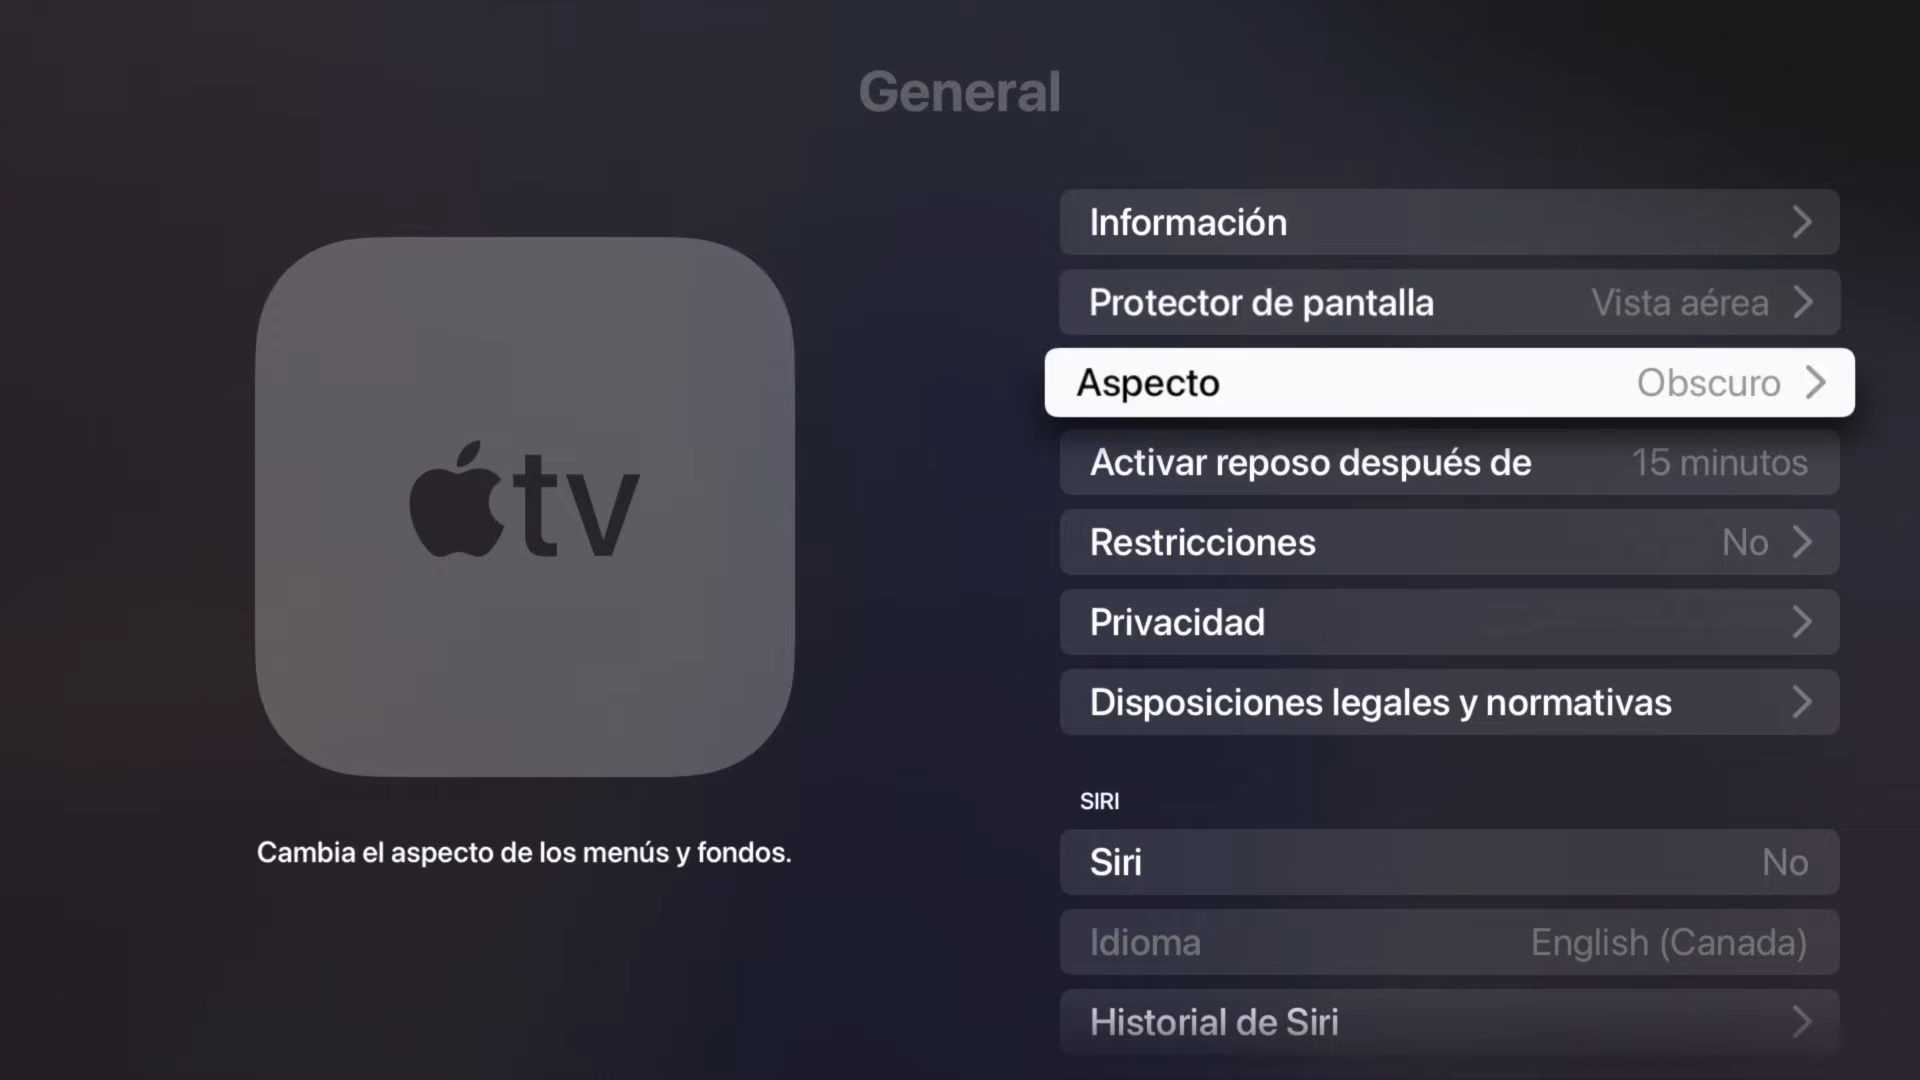 General
Información
Protector de pantalla Vista aérea
Aspecto Obscuro
Activar reposo después de 15 minutos
Restricciones No
Privacidad
Disposiciones legales y normativas
SIRI
Siri No
Idioma English (Canada)
Historial de Siri
tv
Cambia el aspecto de los menús y fondos.